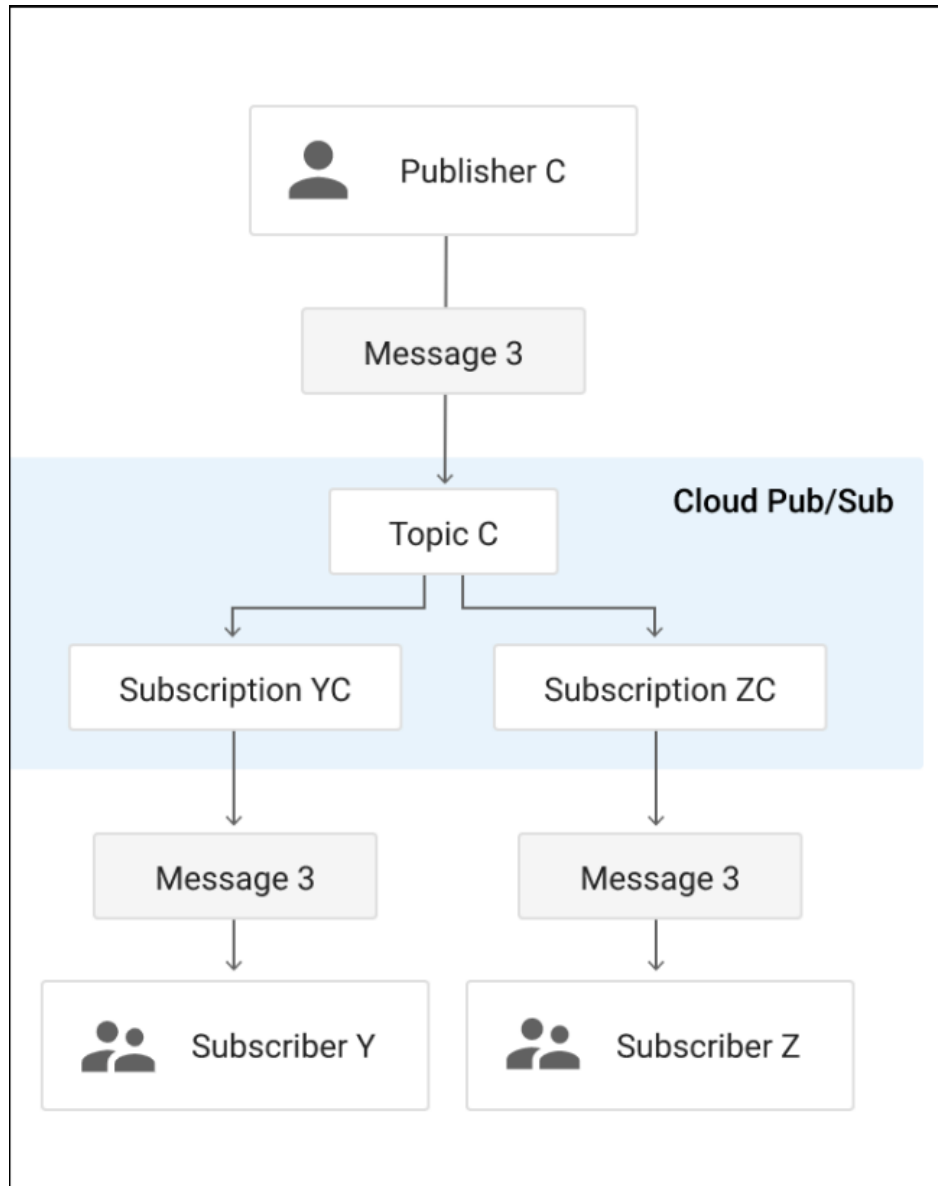 Publisher C
Message 3
Cloud Pub/Sub
Topic C
Subscription YC
Subscription ZC
Message 3
Message 3
Subscriber Y
Subscriber Z